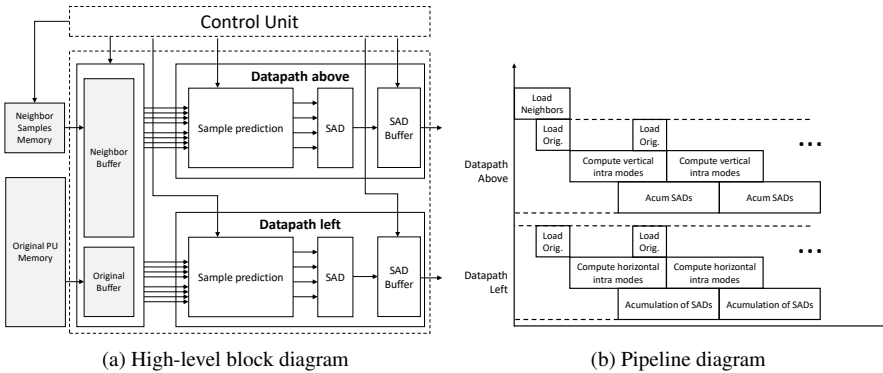 Control Unit
Datapath above
Neighbor
Samples
Memory
Neighbor
Buffer
Sample prediction
SAD
SAD
Buffer
Datapath left
Original PU
Memory
Original
Buffer
Sample prediction
SAD
SAD
Buffer
(a) High-level block diagram
Load
Neighbors
Load
Orig.
Load
Orig.
...
Datapath
Above
Compute vertical
intra modes
Compute vertical
intra modes
Acum SADs
Acum SADs
Load
Orig.
Load
Orig.
...
Datapath
Left
Compute horizontal
intra modes
Compute horizontal
intra modes
Acumulation of SADs
Acumulation of SADs
(b) Pipeline diagram